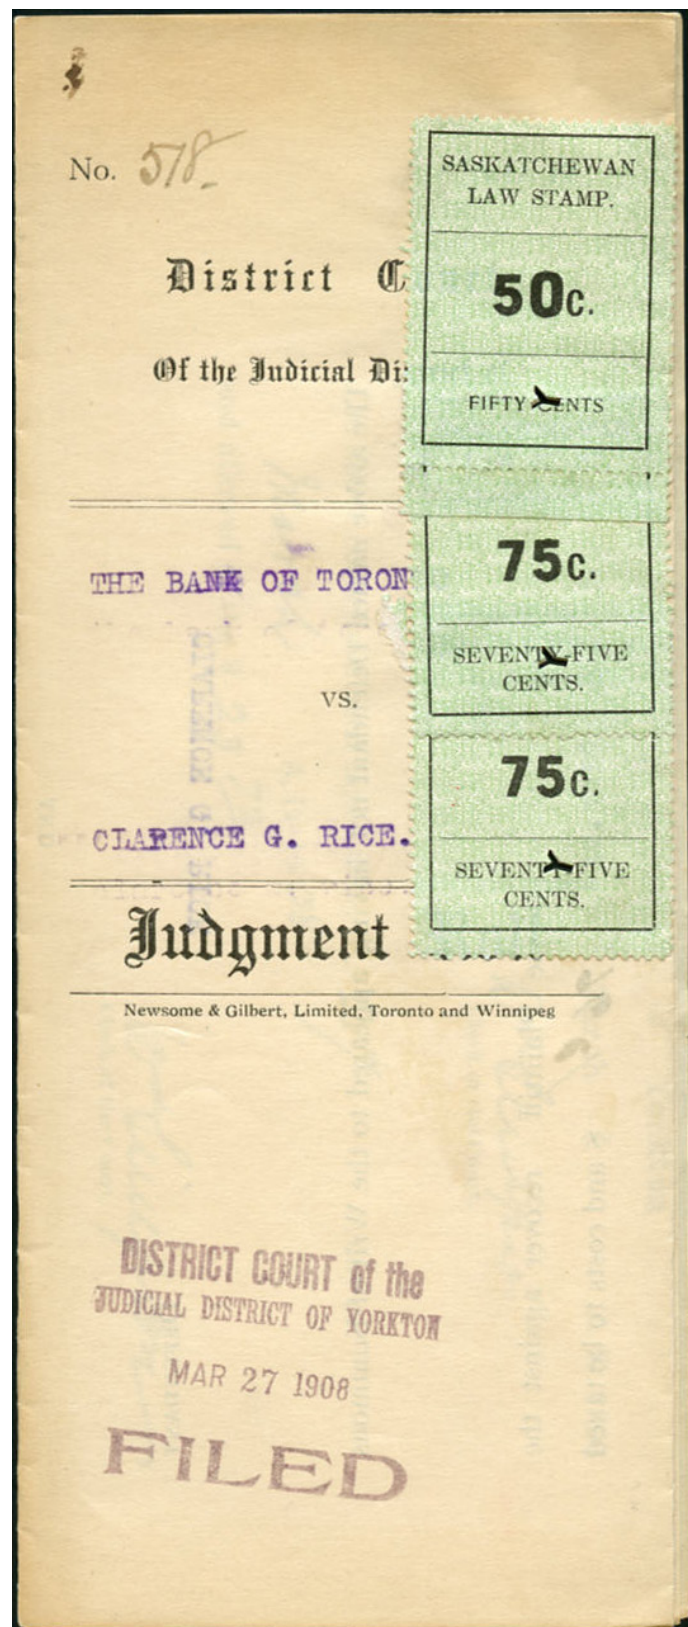 No. 518.
District C
Of the Judicial Dis
THE BANK OF TORON
vs.
CLARENCE G. RICE.
Judgment
Newsome & Gilbert, Limited, Toronto and Winnipeg
SASKATCHEWAN
LAW STAMP.
50c.
FIFTY CENTS
75c.
SEVENTY-FIVE
CENTS.
75c.
SEVENTY-FIVE
CENTS.
DISTRICT COURT of the
JUDICIAL DISTRICT OF YORKTON
MAR 27 1908
FILED